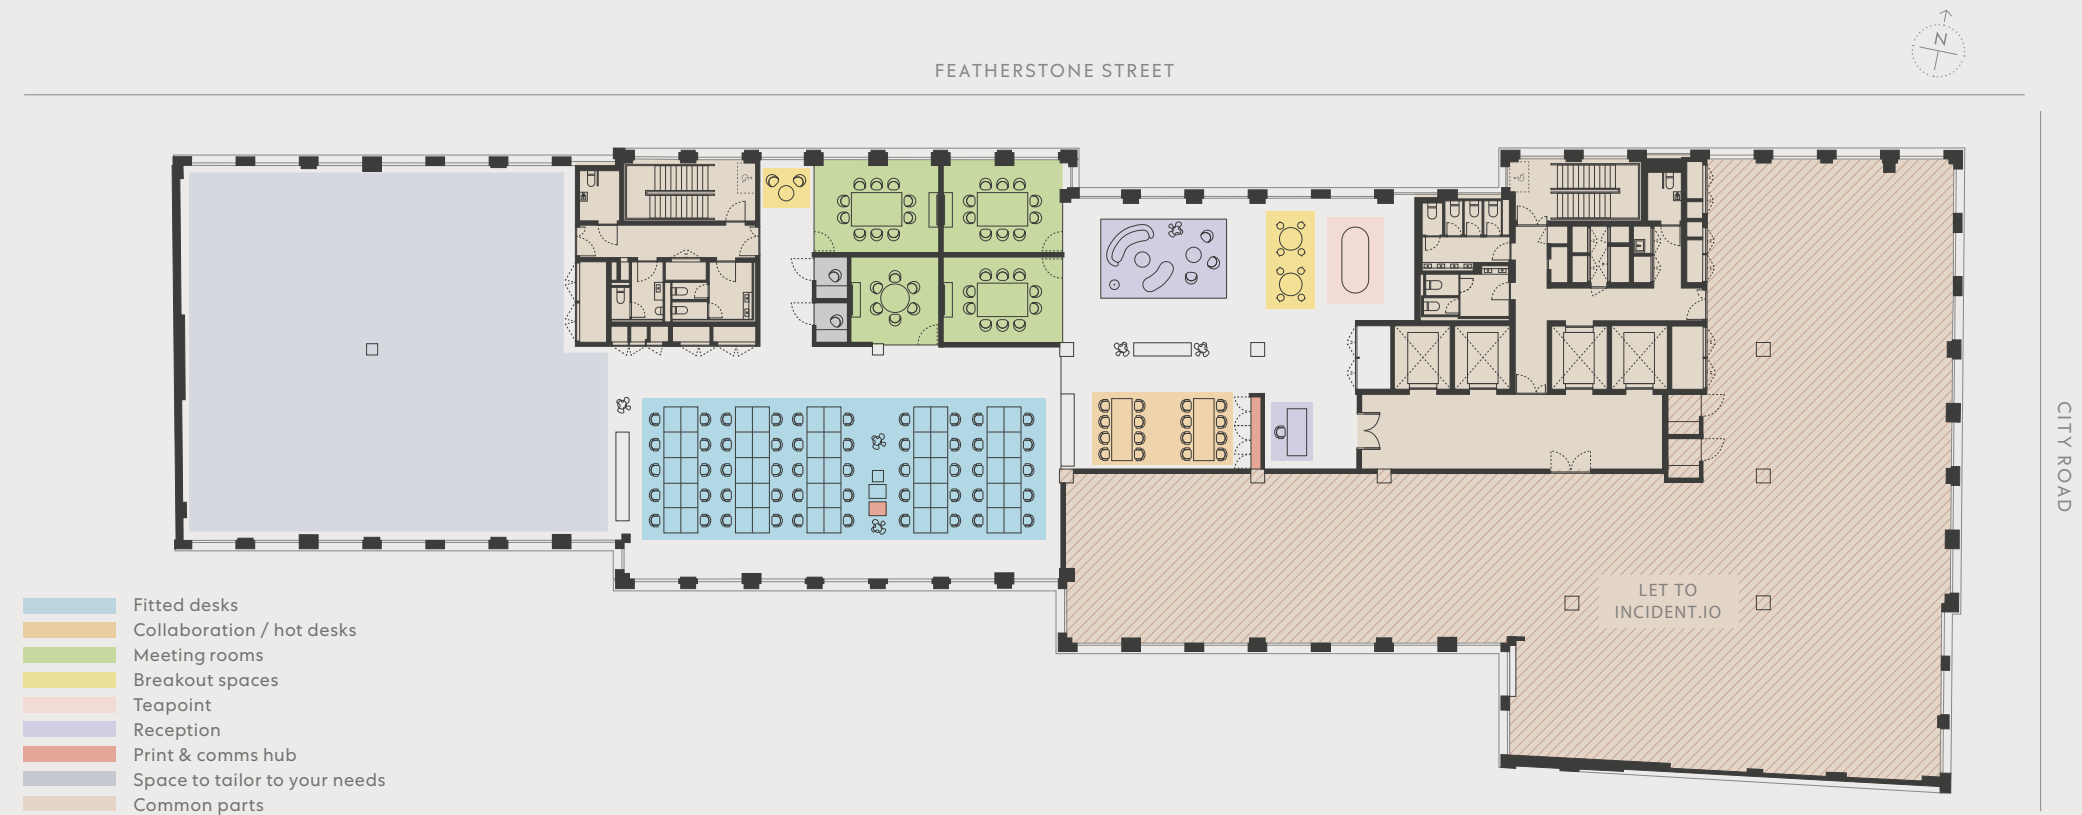 N
FEATHERSTONE STREET
CITY ROAD
LET TO
INCIDENT.IO
Fitted desks
Collaboration / hot desks
Meeting rooms
Breakout spaces
Teapoint
Reception
Print & comms hub
Space to tailor to your needs
Common parts